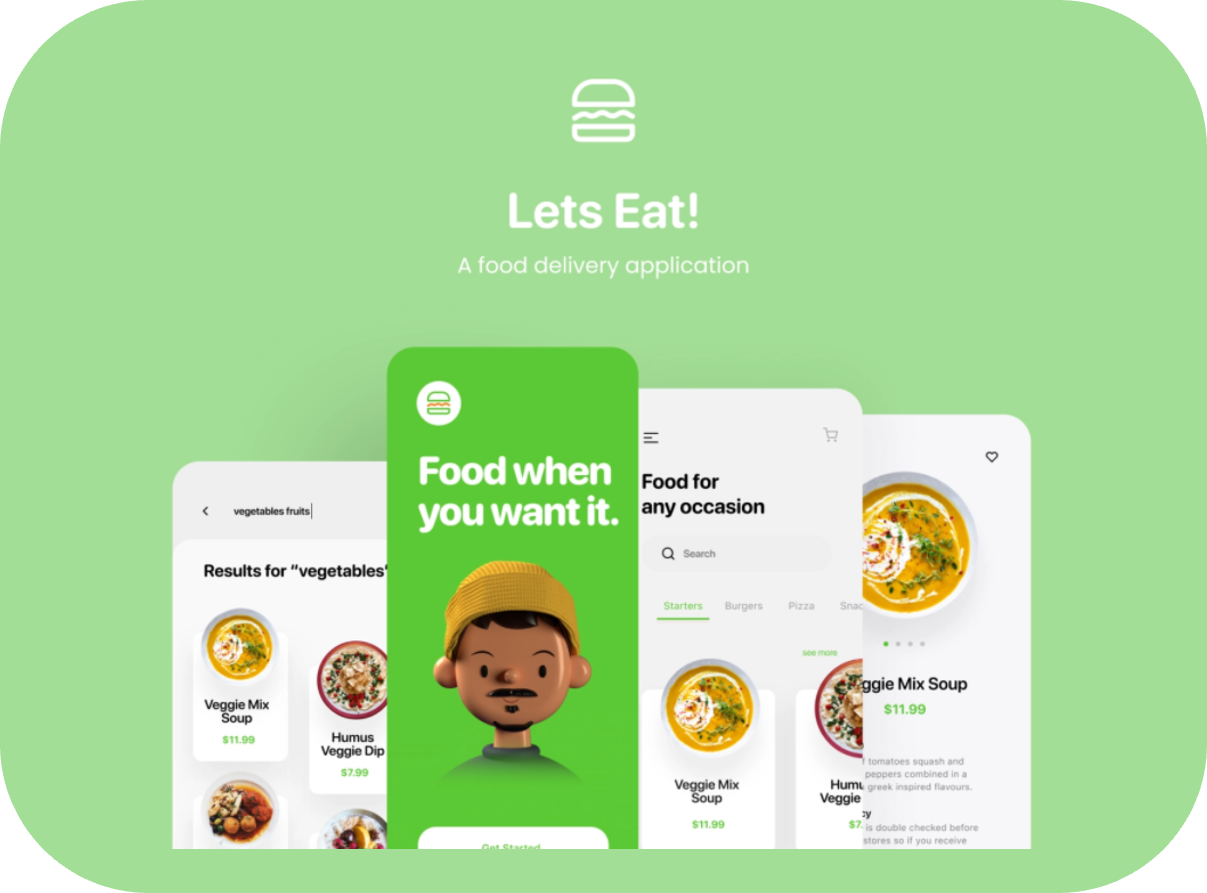 Lets Eat!
A food delivery application
vegetables fruits
Results for “vegetables”
Veggie Mix
Soup
$11.99
Humus
Veggie Dip
$7.99
Food when
you want it.
Get Started
Food for
any occasion
Search
Starters Burgers Pizza Snac
see more
Veggie Mix
Soup
$11.99
Humu
Veggie
$7.
ggie Mix Soup
$11.99
tomatoes squash and
peppers combined in a
greek inspired flavours.
cy
is double checked before
stores so if you receive